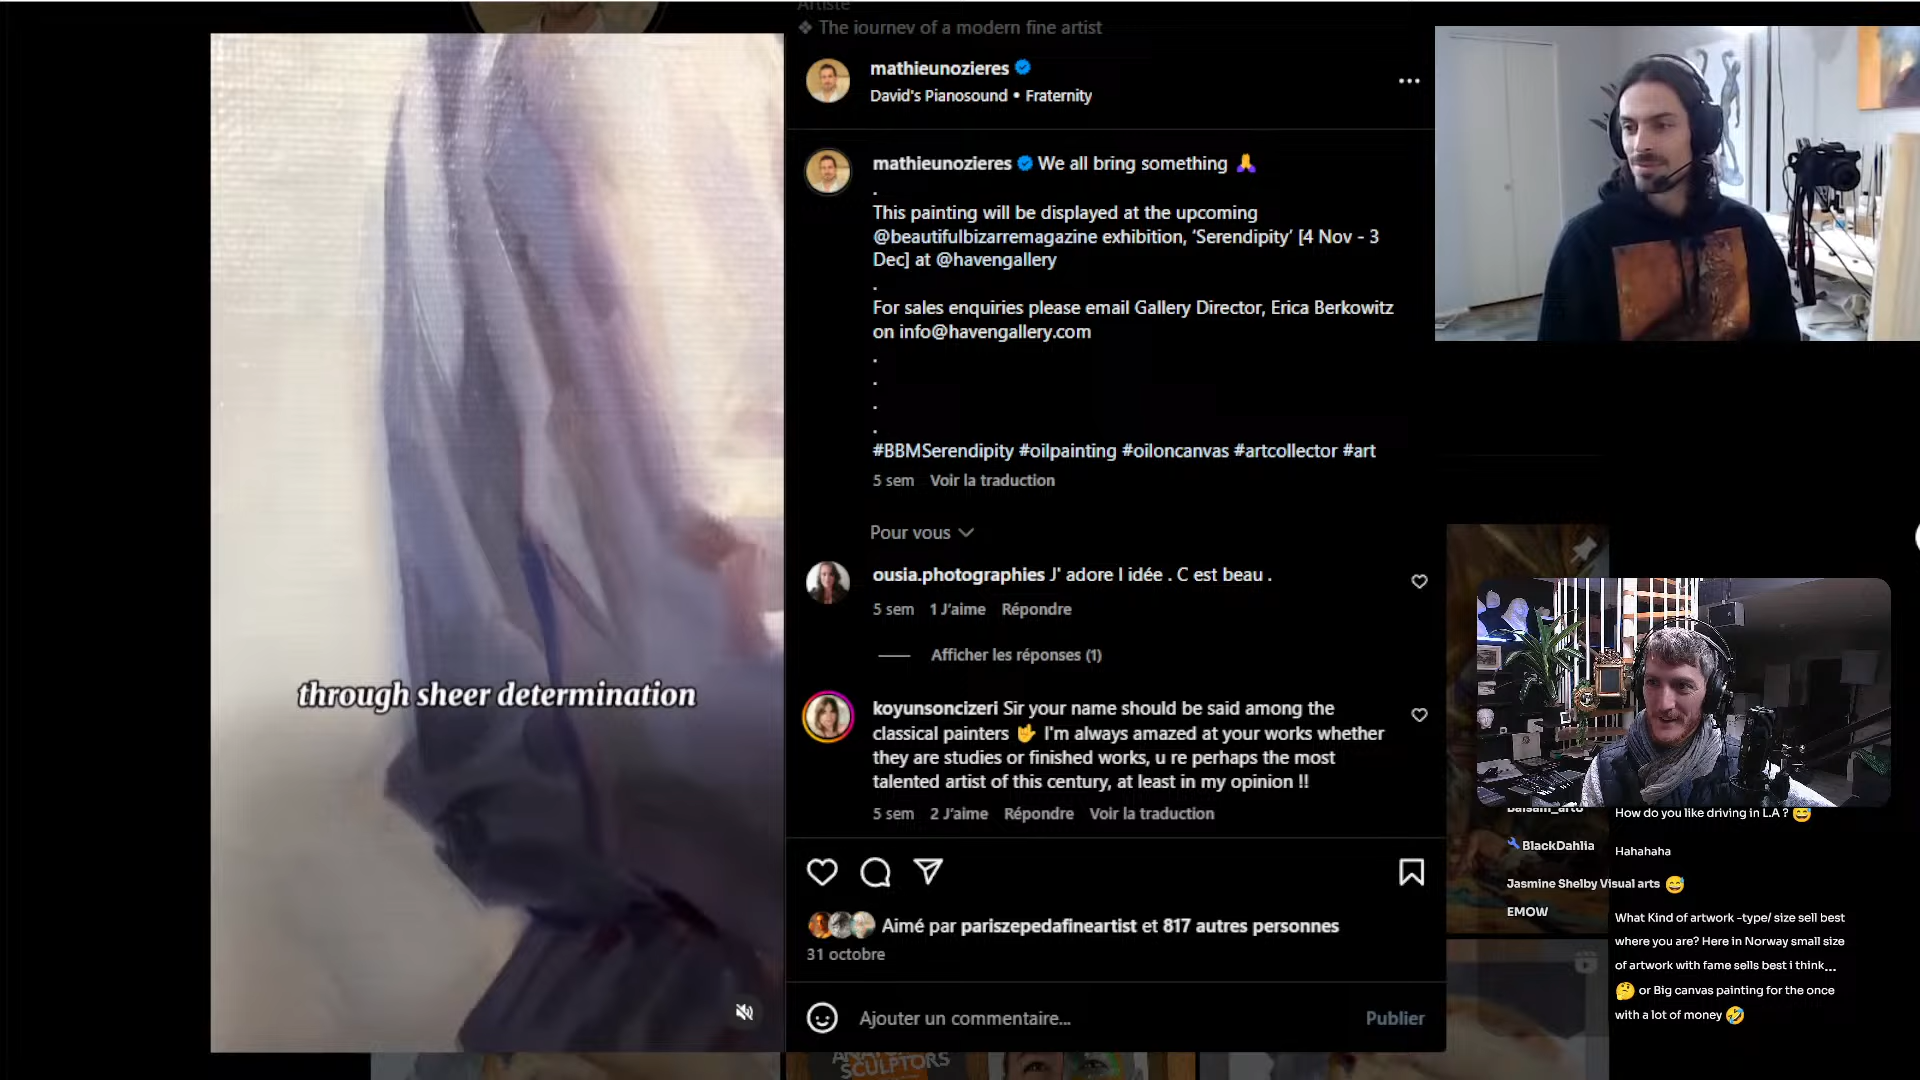 Artiste
❖ The journey of a modern fine artist
mathieunozieres
David's Pianosound • Fraternity
mathieunozieres We all bring something 🙏
.
This painting will be displayed at the upcoming
@beautifulbizarremagazine exhibition, ‘Serendipity’ [4 Nov - 3
Dec] at @havengallery
.
For sales enquiries please email Gallery Director, Erica Berkowitz
on info@havengallery.com
.
.
.
.
#BBMSerendipity #oilpainting #oiloncanvas #artcollector #art
5 sem Voir la traduction
Pour vous
ousia.photographies J' adore l idée . C est beau .
5 sem 1 J’aime Répondre
Afficher les réponses (1)
koyunsoncizeri Sir your name should be said among the
classical painters 🤟 I'm always amazed at your works whether
they are studies or finished works, u re perhaps the most
talented artist of this century, at least in my opinion !!
5 sem 2 J’aime Répondre Voir la traduction
Aimé par pariszepedafineartist et 817 autres personnes
31 octobre
Ajouter un commentaire... Publier
through sheer determination
How do you like driving in L.A ? 😅
BlackDahlia Hahahaha
Jasmine Shelby Visual arts 😅
EMOW What Kind of artwork -type/ size sell best
where you are? Here in Norway small size
of artwork with fame sells best i think...
🤔 or Big canvas painting for the once
with a lot of money 🤣
SCULPTORS